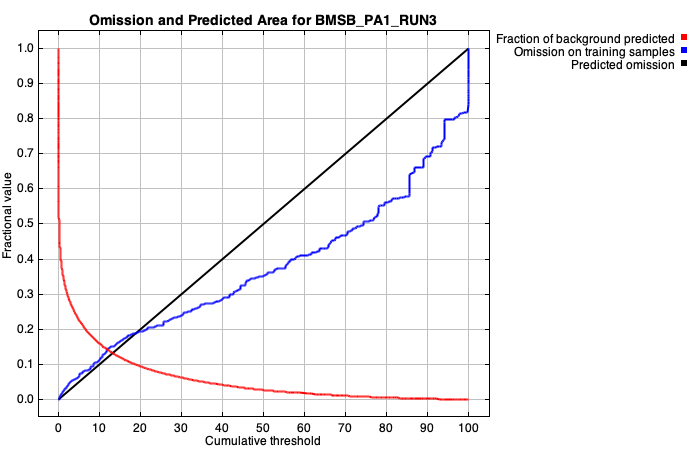 Omission and Predicted Area for BMSB_PA1_RUN3
Fraction of background predicted
Omission on training samples
Predicted omission
1.0
0.9
0.8
0.7
0.6
0.5
0.4
0.3
0.2
0.1
0.0
Fractional value
0 10 20 30 40 50 60 70 80 90 100
Cumulative threshold